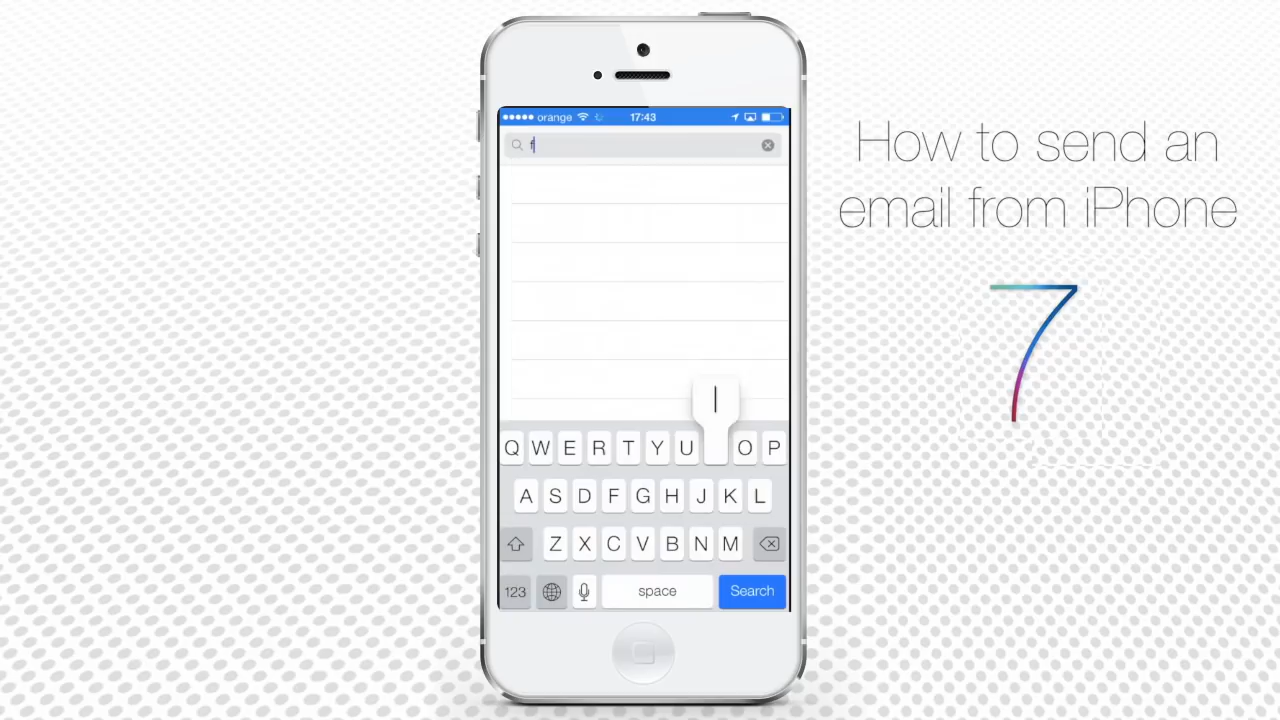 orange 17:43
f
I
Q W E R T Y U O P
A S D F G H J K L
Z X C V B N M
123 space Search
How to send an
email from iPhone
7